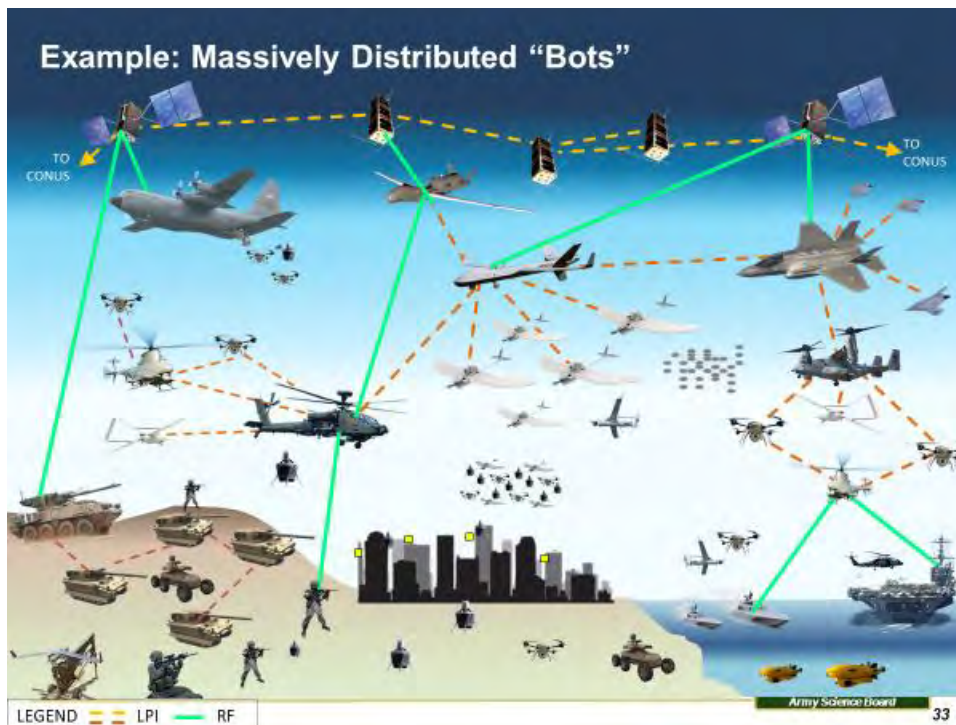 Example: Massively Distributed “Bots”
TO
CONUS
TO
CONUS
Army Science Board
LEGEND LPI RF
33